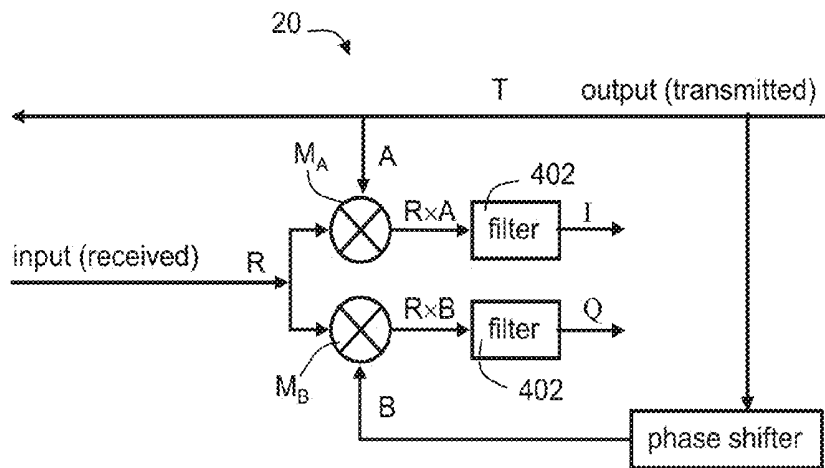 20
T output (transmitted)
M_A A
402
R×A filter I
input (received) R
R×B filter Q
M_B B 402
phase shifter